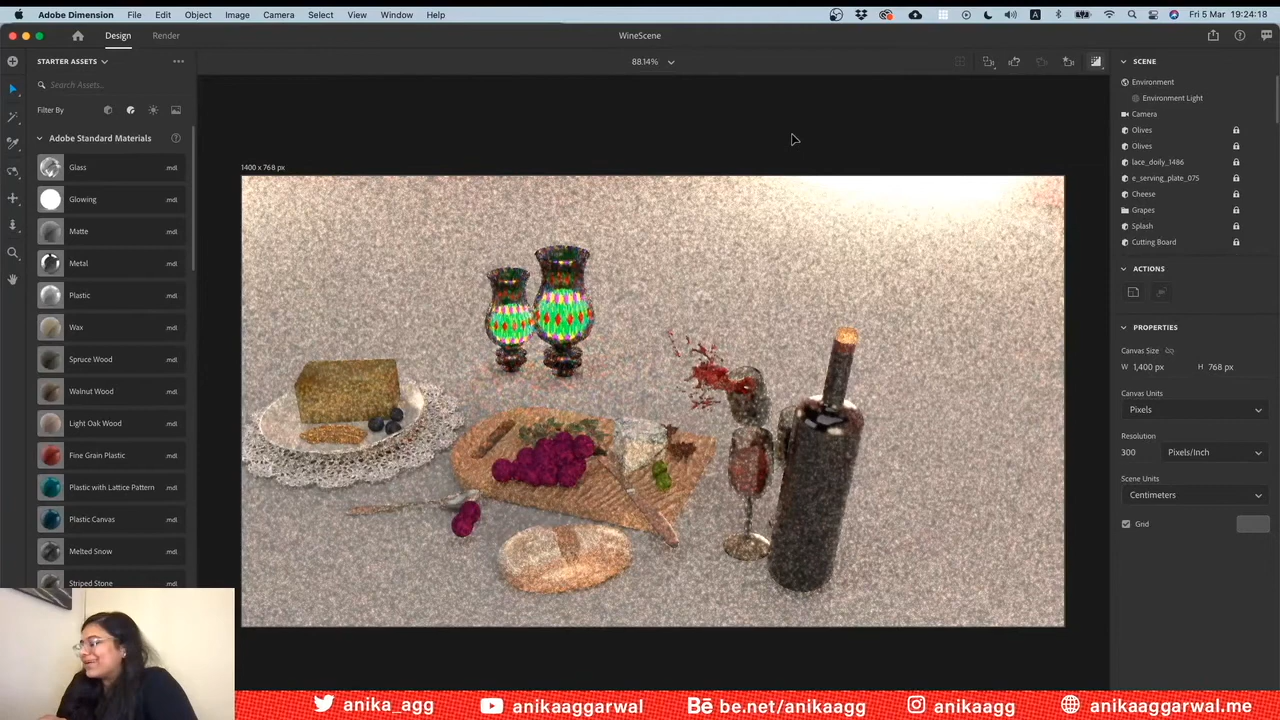 Adobe Dimension File Edit Object Image Camera Select View Window Help
A Fri 5 Mar 19:24:18
Design Render
WineScene
STARTER ASSETS
88.14%
Search Assets...
Filter By
Adobe Standard Materials
Glass .mdl
Glowing .mdl
Matte .mdl
Metal .mdl
Plastic .mdl
Wax .mdl
Spruce Wood .mdl
Walnut Wood .mdl
Light Oak Wood .mdl
Fine Grain Plastic .mdl
Plastic with Lattice Pattern .mdl
Plastic Canvas .mdl
Melted Snow .mdl
Striped Stone
1400 x 768 px
SCENE
Environment
Environment Light
Camera
Olives
Olives
lace_doily_1486
e_serving_plate_075
Cheese
Grapes
Splash
Cutting Board
ACTIONS
PROPERTIES
Canvas Size
W 1,400 px H 768 px
Canvas Units
Pixels
Resolution
300 Pixels/Inch
Scene Units
Centimeters
Grid
anika_agg anikaaggarwal Bē be.net/anikaagg anikaagg anikaaggarwal.me